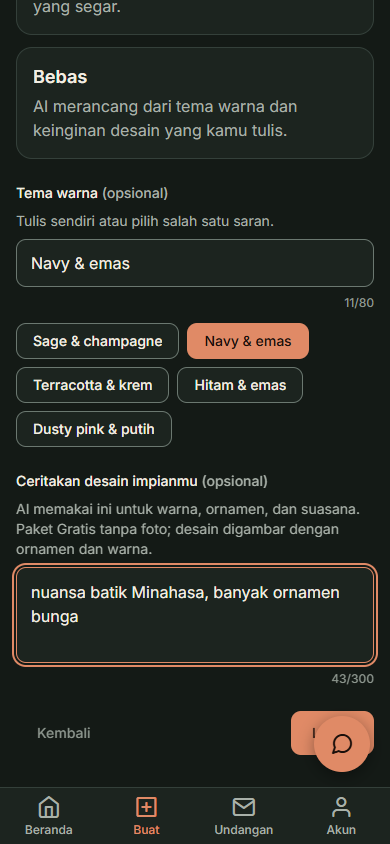 yang segar.
Bebas
AI merancang dari tema warna dan
keinginan desain yang kamu tulis.
Tema warna (opsional)
Tulis sendiri atau pilih salah satu saran.
Navy & emas
11/80
Sage & champagne
Navy & emas
Terracotta & krem
Hitam & emas
Dusty pink & putih
Ceritakan desain impianmu (opsional)
AI memakai ini untuk warna, ornamen, dan suasana.
Paket Gratis tanpa foto; desain digambar dengan
ornamen dan warna.
nuansa batik Minahasa, banyak ornamen
bunga
43/300
Kembali
Beranda
Buat
Undangan
Akun